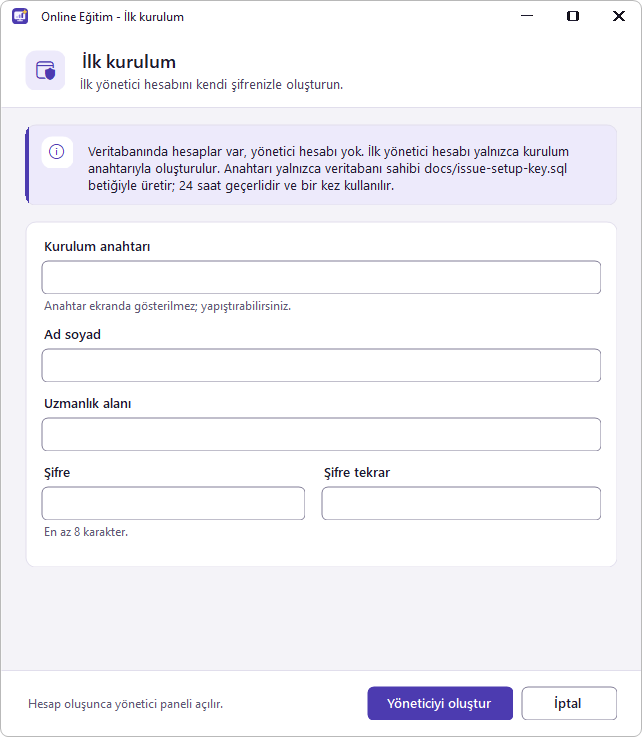 Online Eğitim - İlk kurulum
İlk kurulum
İlk yönetici hesabını kendi şifrenizle oluşturun.
Veritabanında hesaplar var, yönetici hesabı yok. İlk yönetici hesabı yalnızca kurulum
anahtarıyla oluşturulur. Anahtarı yalnızca veritabanı sahibi docs/issue-setup-key.sql
betiğiyle üretir; 24 saat geçerlidir ve bir kez kullanılır.
Kurulum anahtarı
Anahtar ekranda gösterilmez; yapıştırabilirsiniz.
Ad soyad
Uzmanlık alanı
Şifre
Şifre tekrar
En az 8 karakter.
Hesap oluşunca yönetici paneli açılır.
Yöneticiyi oluştur
İptal